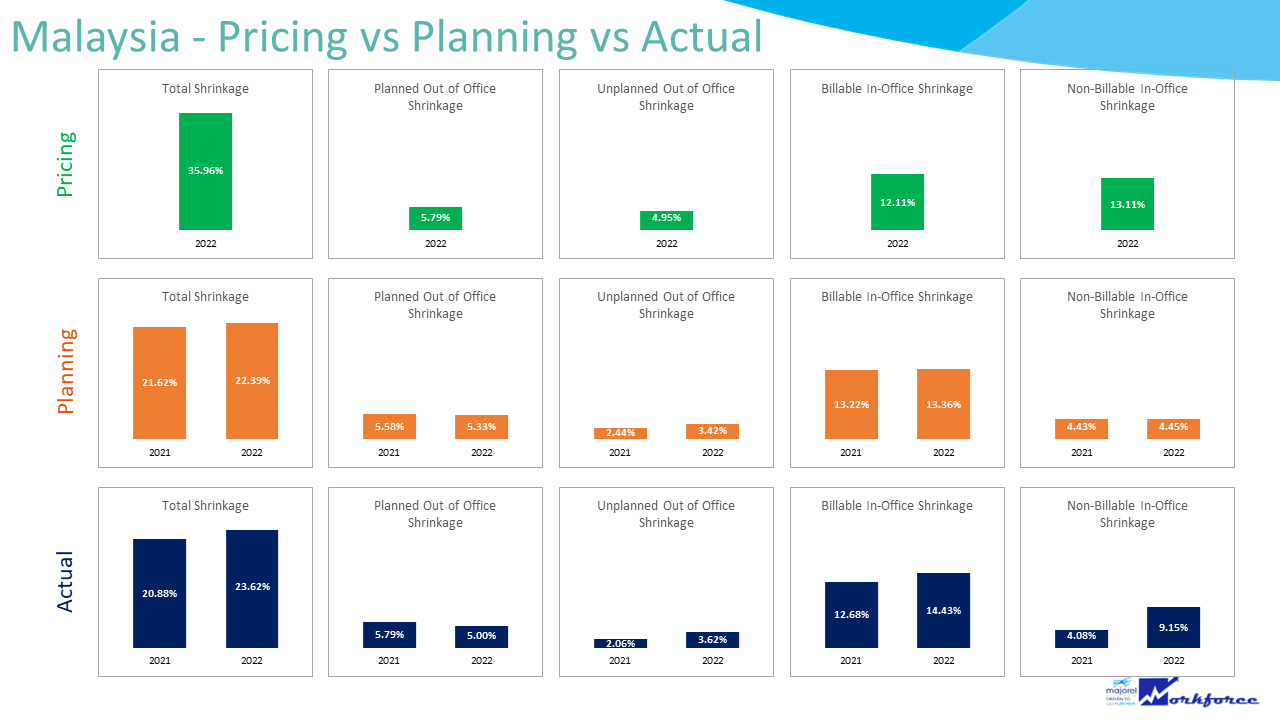 Malaysia - Pricing vs Planning vs Actual
Pricing
Total Shrinkage
35.96%
2022
Planned Out of Office
Shrinkage
5.79%
2022
Unplanned Out of Office
Shrinkage
4.95%
2022
Billable In-Office Shrinkage
12.11%
2022
Non-Billable In-Office
Shrinkage
13.11%
2022
Planning
Total Shrinkage
21.62%
22.39%
2021
2022
Planned Out of Office
Shrinkage
5.58%
5.33%
2021
2022
Unplanned Out of Office
Shrinkage
2.44%
3.42%
2021
2022
Billable In-Office Shrinkage
13.22%
13.36%
2021
2022
Non-Billable In-Office
Shrinkage
4.43%
4.45%
2021
2022
Actual
Total Shrinkage
20.88%
23.62%
2021
2022
Planned Out of Office
Shrinkage
5.79%
5.00%
2021
2022
Unplanned Out of Office
Shrinkage
2.06%
3.62%
2021
2022
Billable In-Office Shrinkage
12.68%
14.43%
2021
2022
Non-Billable In-Office
Shrinkage
4.08%
9.15%
2021
2022
majorel
DRIVEN TO
GO FURTHER
Workforce